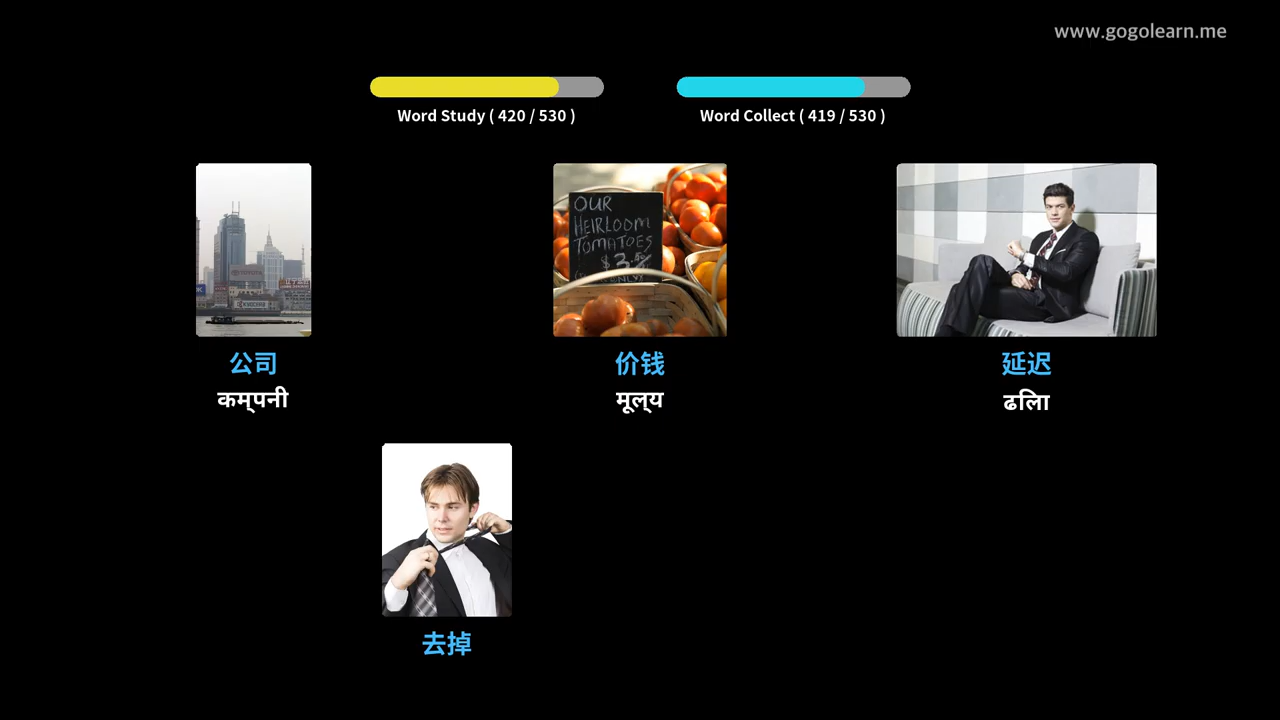 www.gogolearn.me
Word Study ( 420 / 530 )
Word Collect ( 419 / 530 )
OUR
HEIRLOOM
TOMATOES
TOYOTA
公司
价钱
延迟
कम्पनी
मूल्य
ढिला
去掉